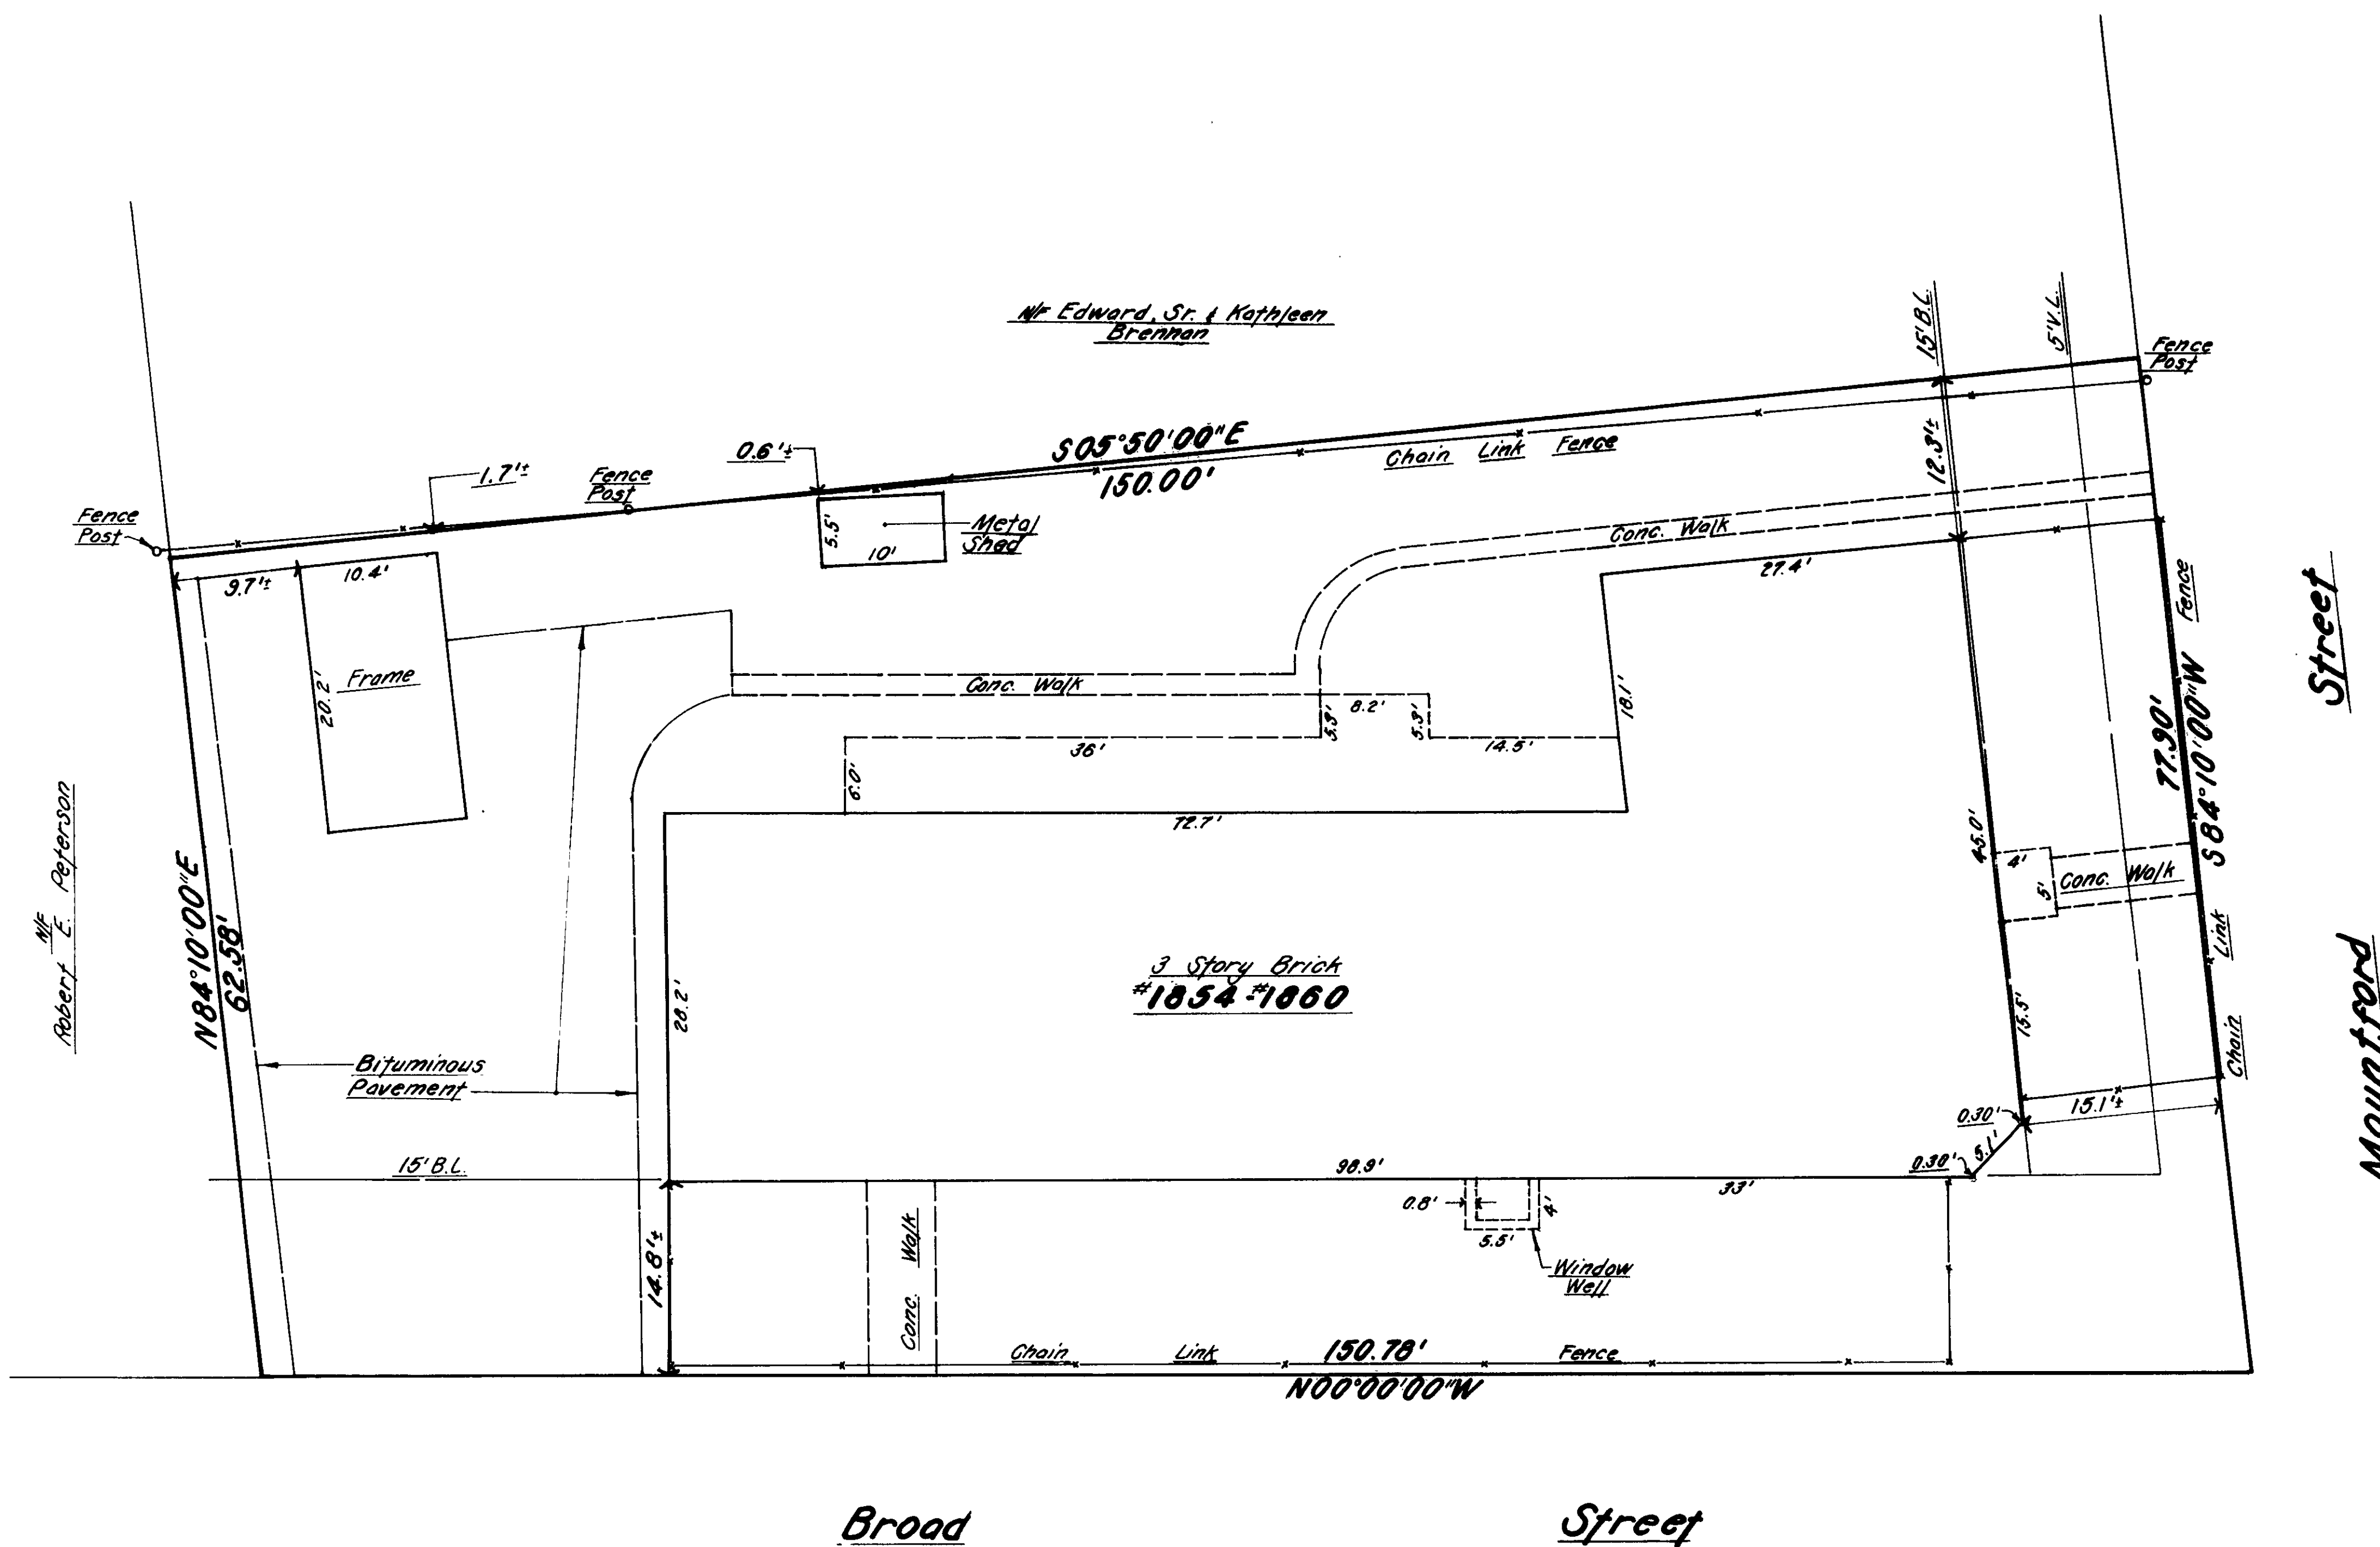 N/F Edward, Sr. & Kathleen
Brennan
15' B.L.
5' V.L.
Fence
Post
12.3'±
S05°50'00"E
150.00'
Chain Link Fence
0.6'±
1.7'±
Fence
Post
Fence
Post
9.7'±
10.4'
5.5'
10'
Metal
Shed
Conc. Walk
27.4'
Fence
Street
20.2'
Frame
Conc. Walk
8.2'
5.3'
5.3'
18.1'
36'
14.5'
6.0'
72.7'
77.90'
S84°10'00"W
N/F
Robert E. Peterson
N84°10'00"E
62.58'
45.0'
4'
5'
Conc. Walk
Link
Chain
Mountford
3 Story Brick
#1854-#1860
28.2'
15.5'
Bituminous
Pavement
0.30'
15.1'±
5.1'
0.30'
15' B.L.
98.9'
33'
0.8'
4'
5.5'
Window
Well
14.8'±
Conc. Walk
Chain Link 150.78' Fence
N00°00'00"W
Broad Street